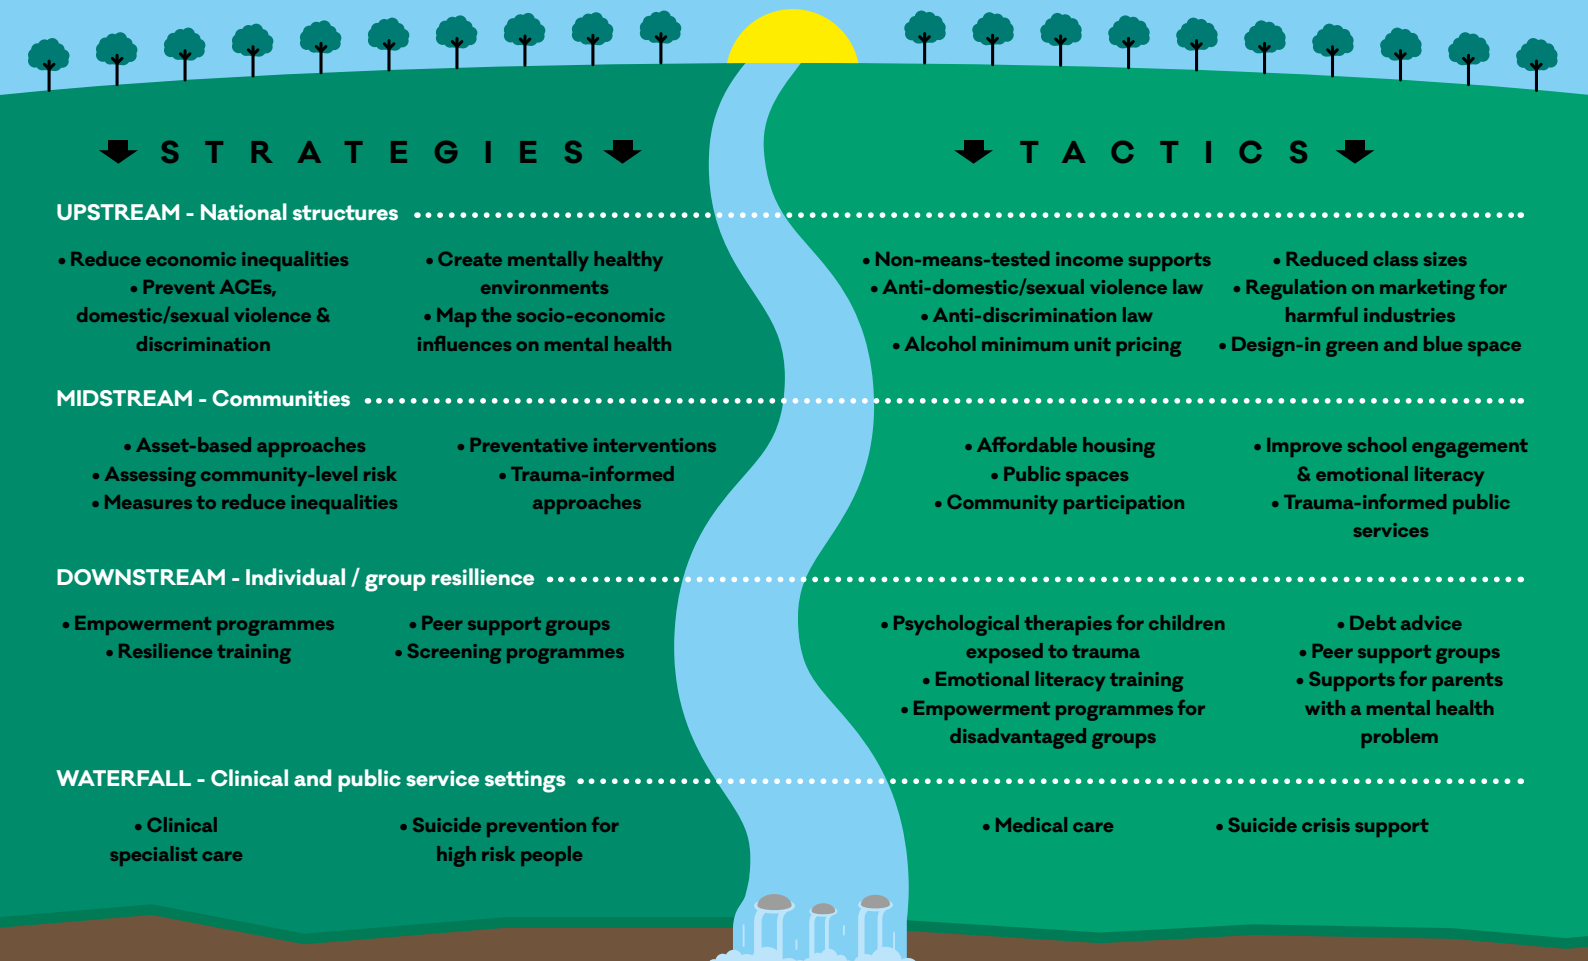 STRATEGIES
TACTICS
UPSTREAM - National structures
• Reduce economic inequalities
• Prevent ACEs,
domestic/sexual violence &
discrimination
• Create mentally healthy
environments
• Map the socio-economic
influences on mental health
• Non-means-tested income supports
• Anti-domestic/sexual violence law
• Anti-discrimination law
• Alcohol minimum unit pricing
• Reduced class sizes
• Regulation on marketing for
harmful industries
• Design-in green and blue space
MIDSTREAM - Communities
• Asset-based approaches
• Assessing community-level risk
• Measures to reduce inequalities
• Preventative interventions
• Trauma-informed
approaches
• Affordable housing
• Public spaces
• Community participation
• Improve school engagement
& emotional literacy
• Trauma-informed public
services
DOWNSTREAM - Individual / group resillience
• Empowerment programmes
• Resilience training
• Peer support groups
• Screening programmes
• Psychological therapies for children
exposed to trauma
• Emotional literacy training
• Empowerment programmes for
disadvantaged groups
• Debt advice
• Peer support groups
• Supports for parents
with a mental health
problem
WATERFALL - Clinical and public service settings
• Clinical
specialist care
• Suicide prevention for
high risk people
• Medical care
• Suicide crisis support